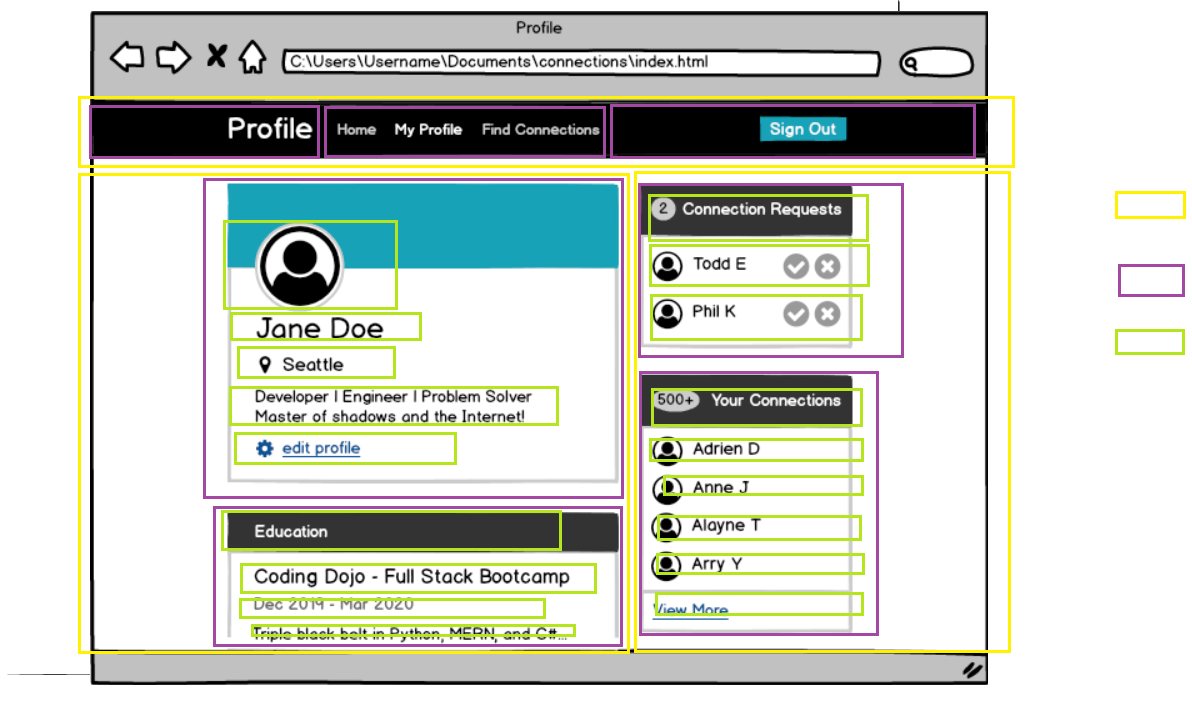 Profile
C:\Users\Username\Documents\connections\index.html
Profile Home My Profile Find Connections Sign Out
Jane Doe
Seattle
Developer | Engineer | Problem Solver
Master of shadows and the Internet!
edit profile
Education
Coding Dojo - Full Stack Bootcamp
Dec 2019 - Mar 2020
Triple black belt in Python, MERN, and C#...
2 Connection Requests
Todd E
Phil K
500+ Your Connections
Adrien D
Anne J
Alayne T
Arry Y
View More